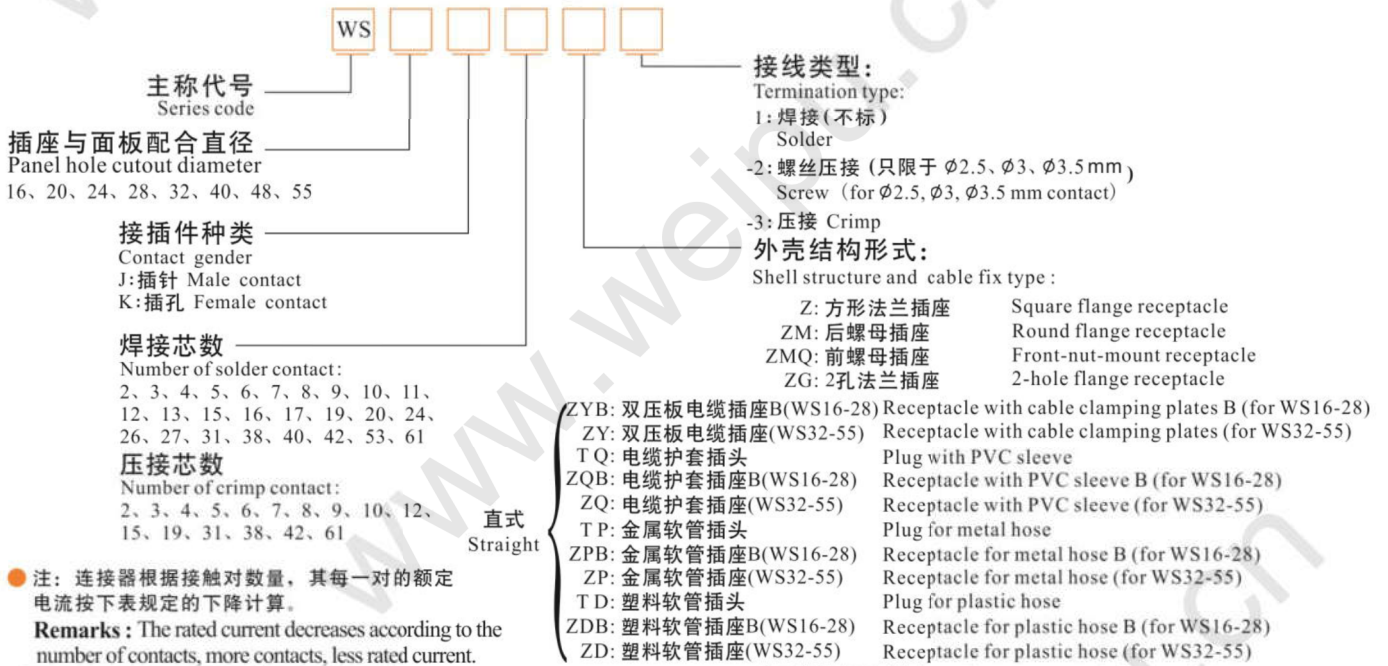 WS
主称代号
Series code
插座与面板配合直径
Panel hole cutout diameter
16、20、24、28、32、40、48、55
接插件种类
Contact gender
J:插针 Male contact
K:插孔 Female contact
焊接芯数
Number of solder contact:
2、3、4、5、6、7、8、9、10、11、
12、13、15、16、17、19、20、24、
26、27、31、38、40、42、53、61
压接芯数
Number of crimp contact:
2、3、4、5、6、7、8、9、10、12、
15、19、31、38、42、61
注: 连接器根据接触对数量，其每一对的额定
电流按下表规定的下降计算。
Remarks : The rated current decreases according to the
number of contacts, more contacts, less rated current.
接线类型:
Termination type:
1:焊接(不标)
Solder
-2:螺丝压接 (只限于 Ø2.5、Ø3、Ø3.5mm)
Screw (for Ø2.5, Ø3, Ø3.5 mm contact)
-3:压接 Crimp
外壳结构形式:
Shell structure and cable fix type :
Z: 方形法兰插座 Square flange receptacle
ZM: 后螺母插座 Round flange receptacle
ZMQ: 前螺母插座 Front-nut-mount receptacle
ZG: 2孔法兰插座 2-hole flange receptacle
直式
Straight
ZYB: 双压板电缆插座B(WS16-28) Receptacle with cable clamping plates B (for WS16-28)
ZY: 双压板电缆插座(WS32-55) Receptacle with cable clamping plates (for WS32-55)
T Q: 电缆护套插头 Plug with PVC sleeve
ZQB: 电缆护套插座B(WS16-28) Receptacle with PVC sleeve B (for WS16-28)
ZQ: 电缆护套插座(WS32-55) Receptacle with PVC sleeve (for WS32-55)
T P: 金属软管插头 Plug for metal hose
ZPB: 金属软管插座B(WS16-28) Receptacle for metal hose B (for WS16-28)
ZP: 金属软管插座(WS32-55) Receptacle for metal hose (for WS32-55)
T D: 塑料软管插头 Plug for plastic hose
ZDB: 塑料软管插座B(WS16-28) Receptacle for plastic hose B (for WS16-28)
ZD: 塑料软管插座(WS32-55) Receptacle for plastic hose (for WS32-55)
www.weipu.cn